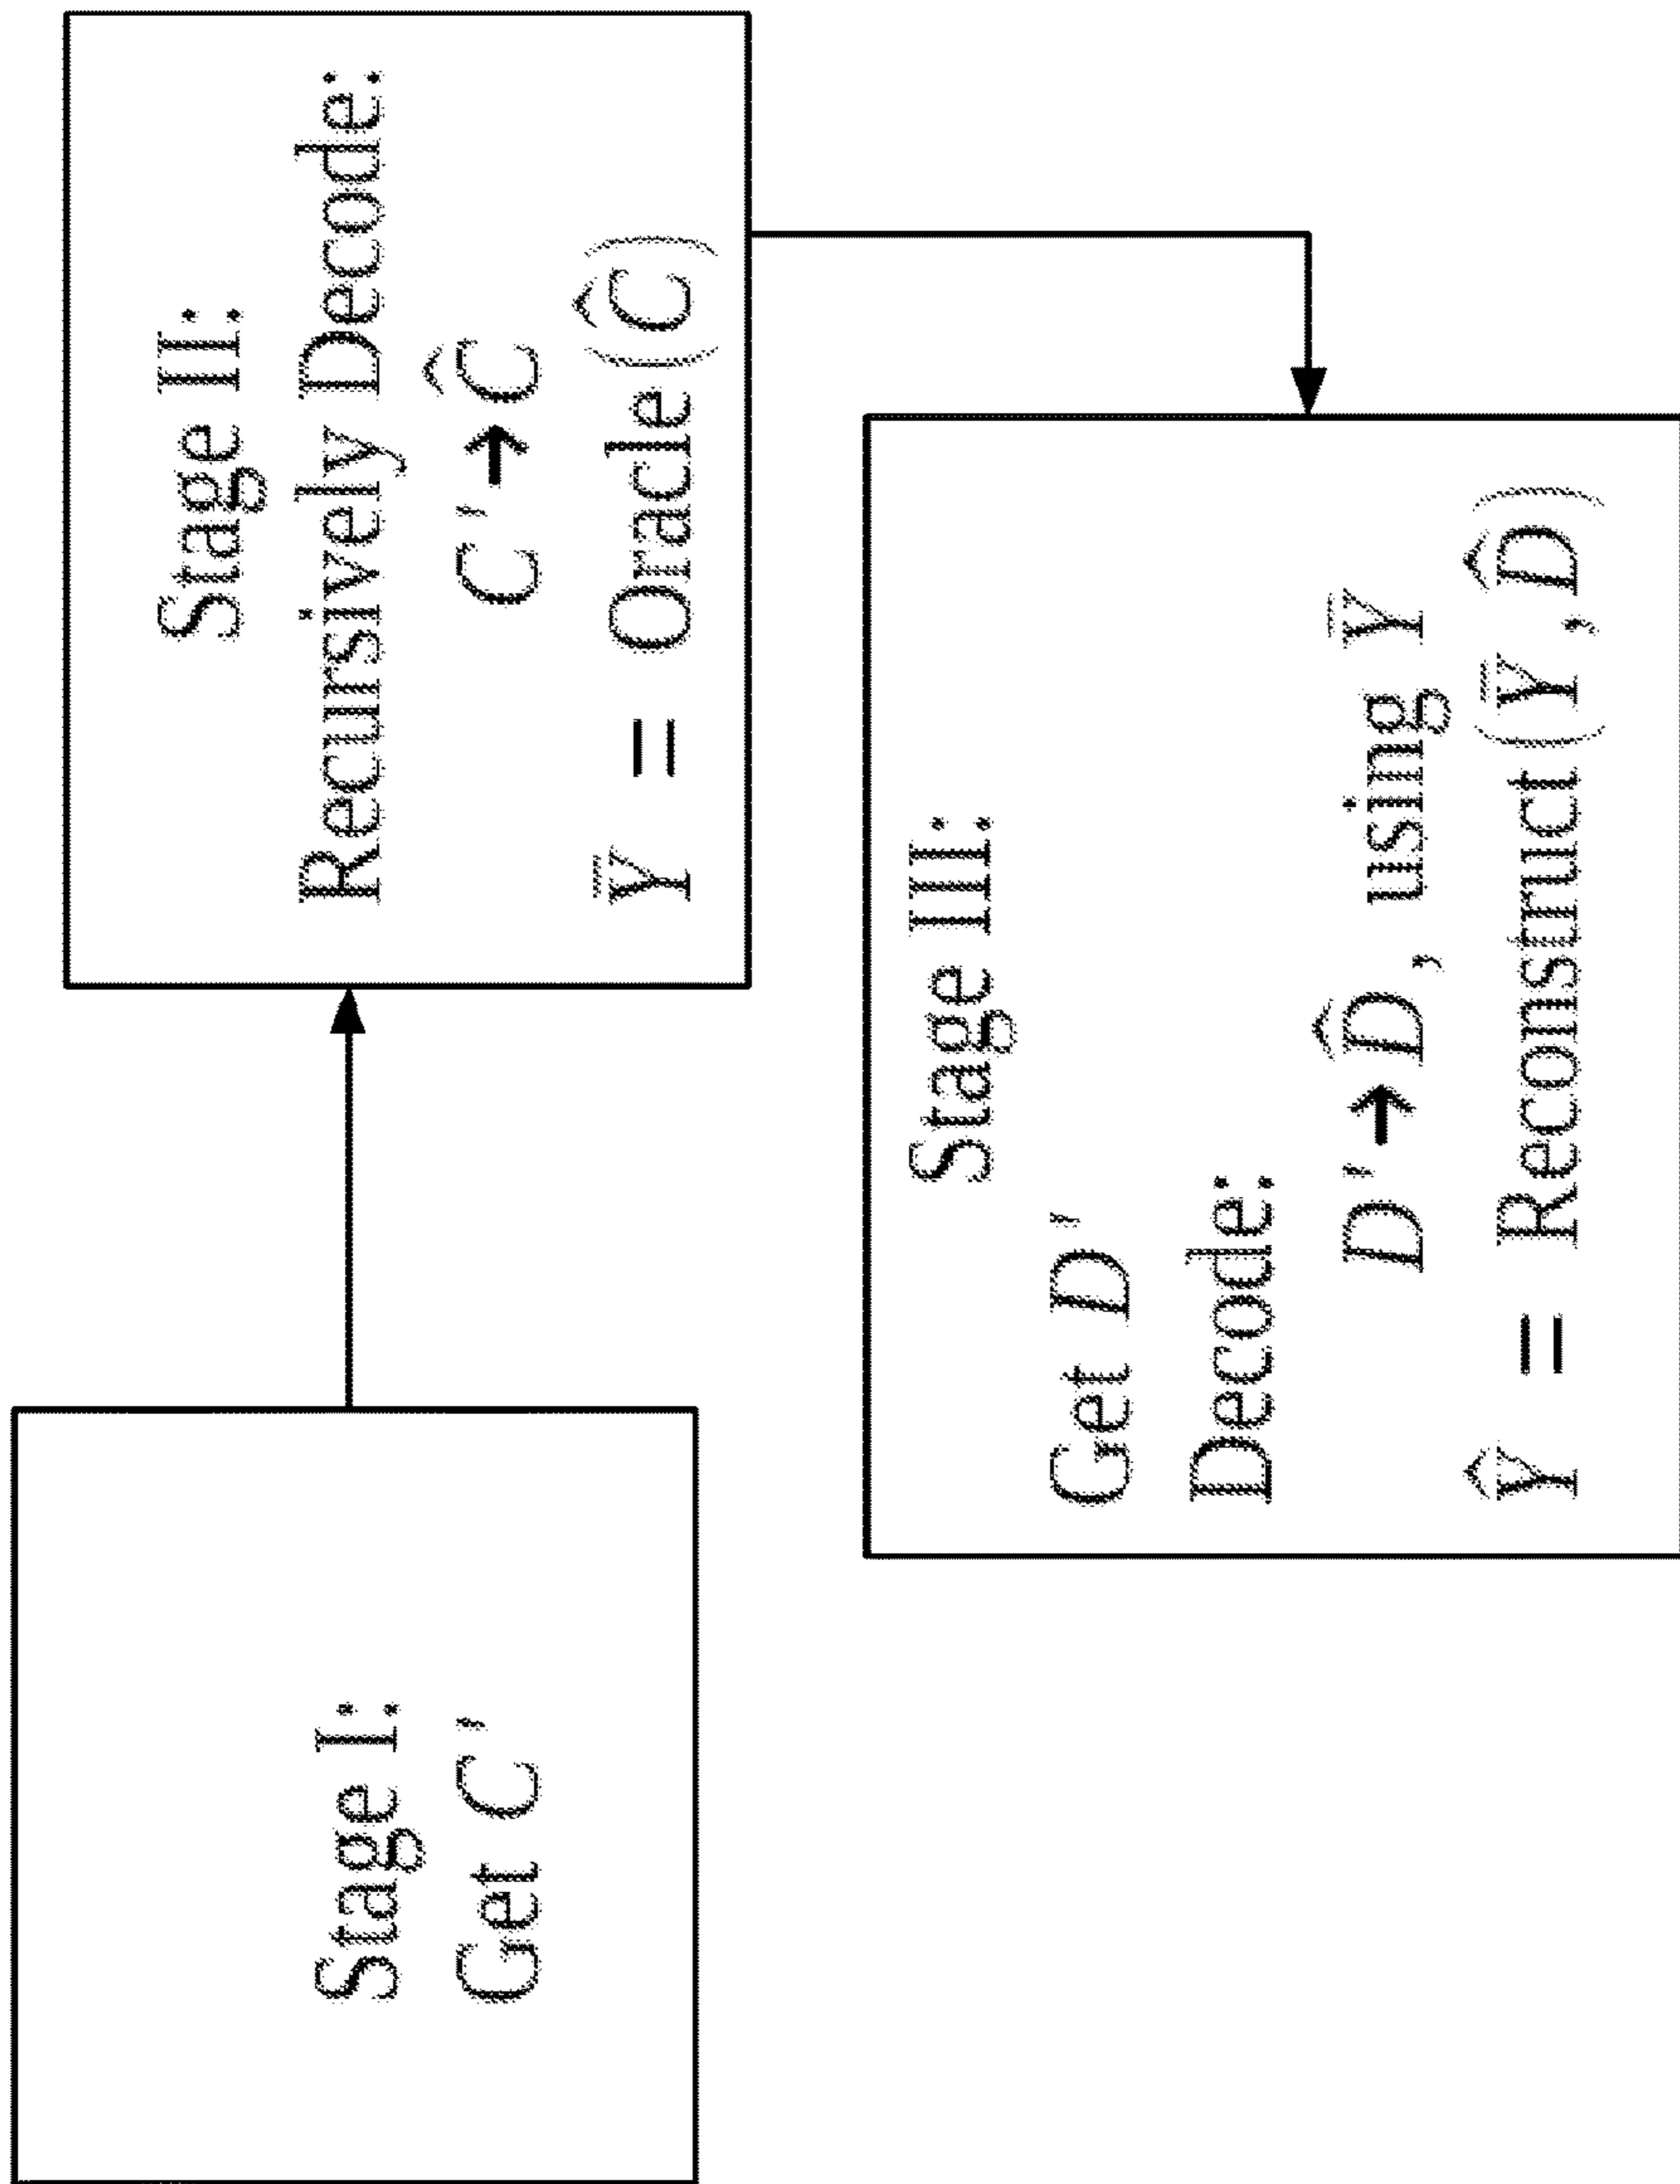 Stage I:
Get C'
Stage II:
Recursively Decode:
C'→Ĉ
Y̅ = Oracle(Ĉ)
Stage III:
Get D'
Decode:
D'→D̂, using Y̅
Ŷ = Reconstruct(Y̅,D̂)